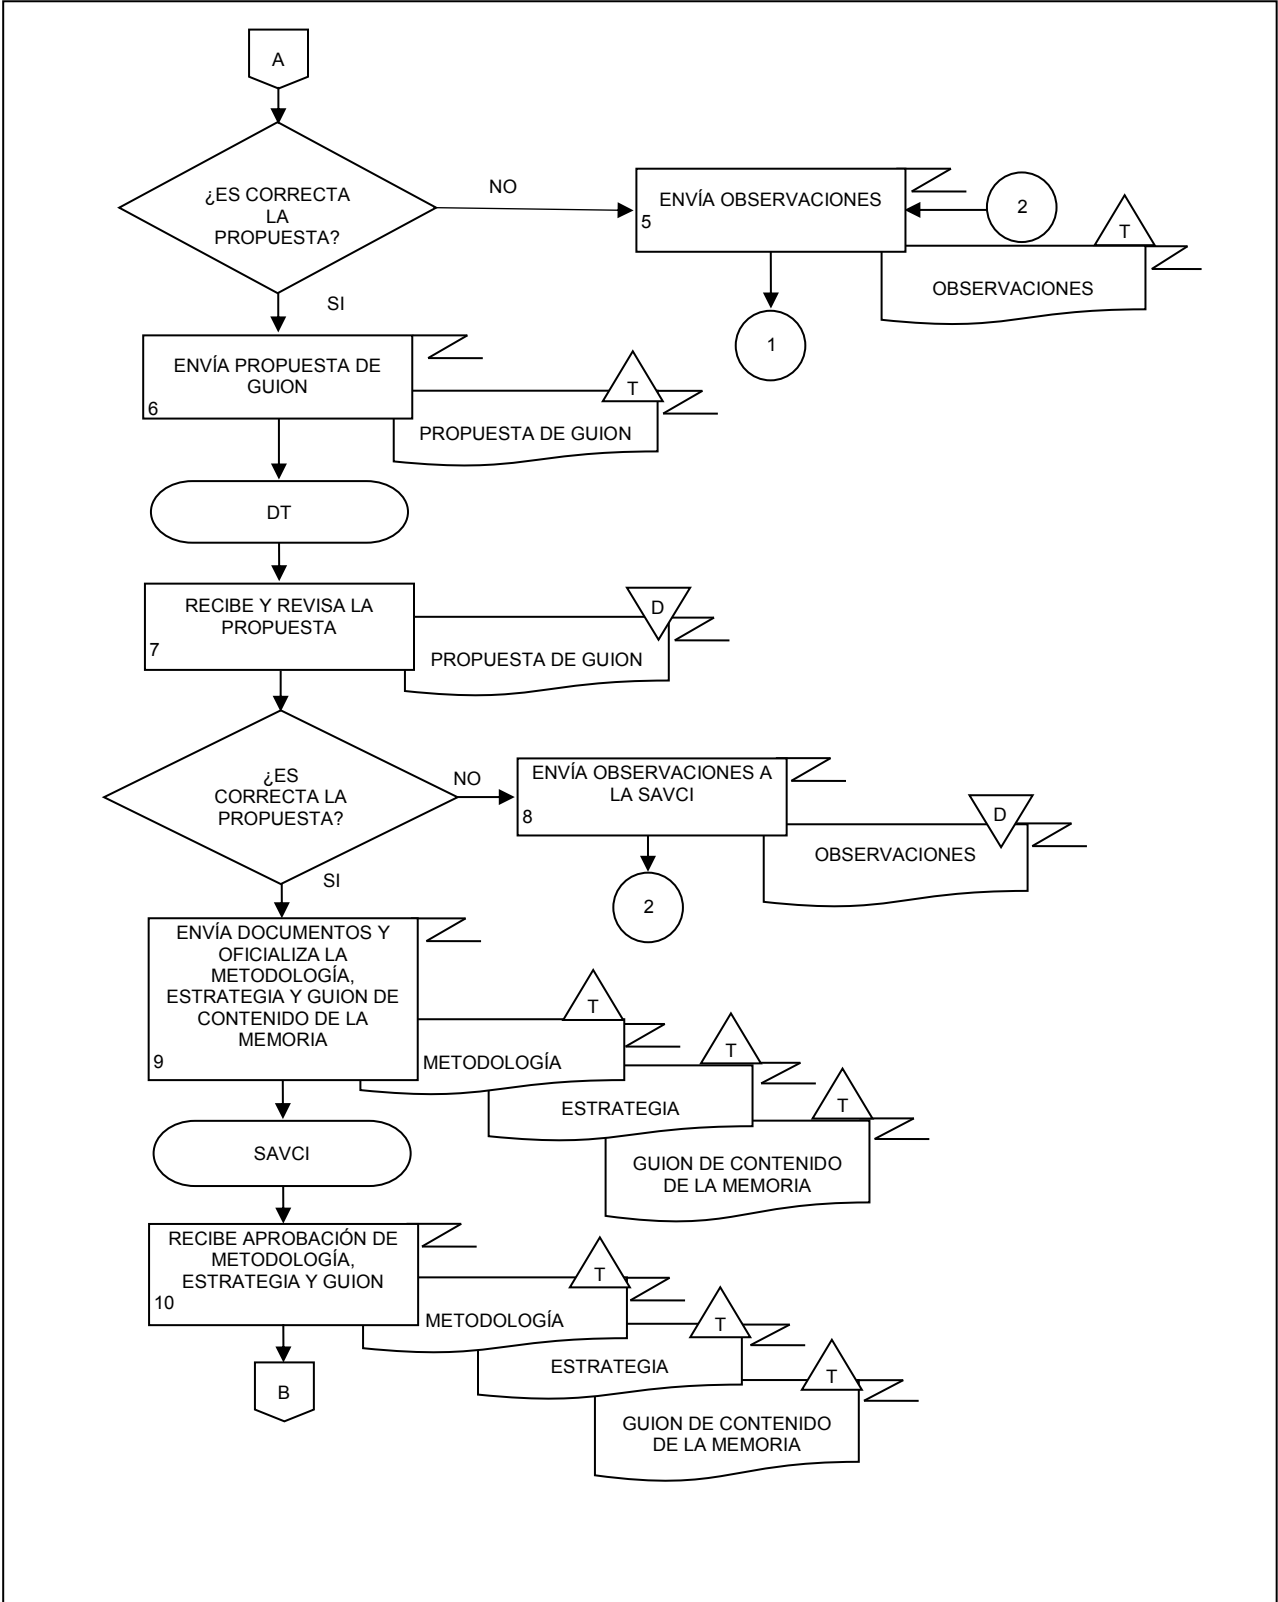 A
¿ES CORRECTA
LA
PROPUESTA?
NO
ENVÍA OBSERVACIONES
5
2
T
OBSERVACIONES
1
SI
ENVÍA PROPUESTA DE
GUION
6
T
PROPUESTA DE GUION
DT
RECIBE Y REVISA LA
PROPUESTA
7
D
PROPUESTA DE GUION
¿ES
CORRECTA LA
PROPUESTA?
NO
ENVÍA OBSERVACIONES A
LA SAVCI
8
D
OBSERVACIONES
2
SI
ENVÍA DOCUMENTOS Y
OFICIALIZA LA
METODOLOGÍA,
ESTRATEGIA Y GUION DE
CONTENIDO DE LA
MEMORIA
9
T
METODOLOGÍA
T
ESTRATEGIA
T
GUION DE CONTENIDO
DE LA MEMORIA
SAVCI
RECIBE APROBACIÓN DE
METODOLOGÍA,
ESTRATEGIA Y GUION
10
T
METODOLOGÍA
T
ESTRATEGIA
T
GUION DE CONTENIDO
DE LA MEMORIA
B